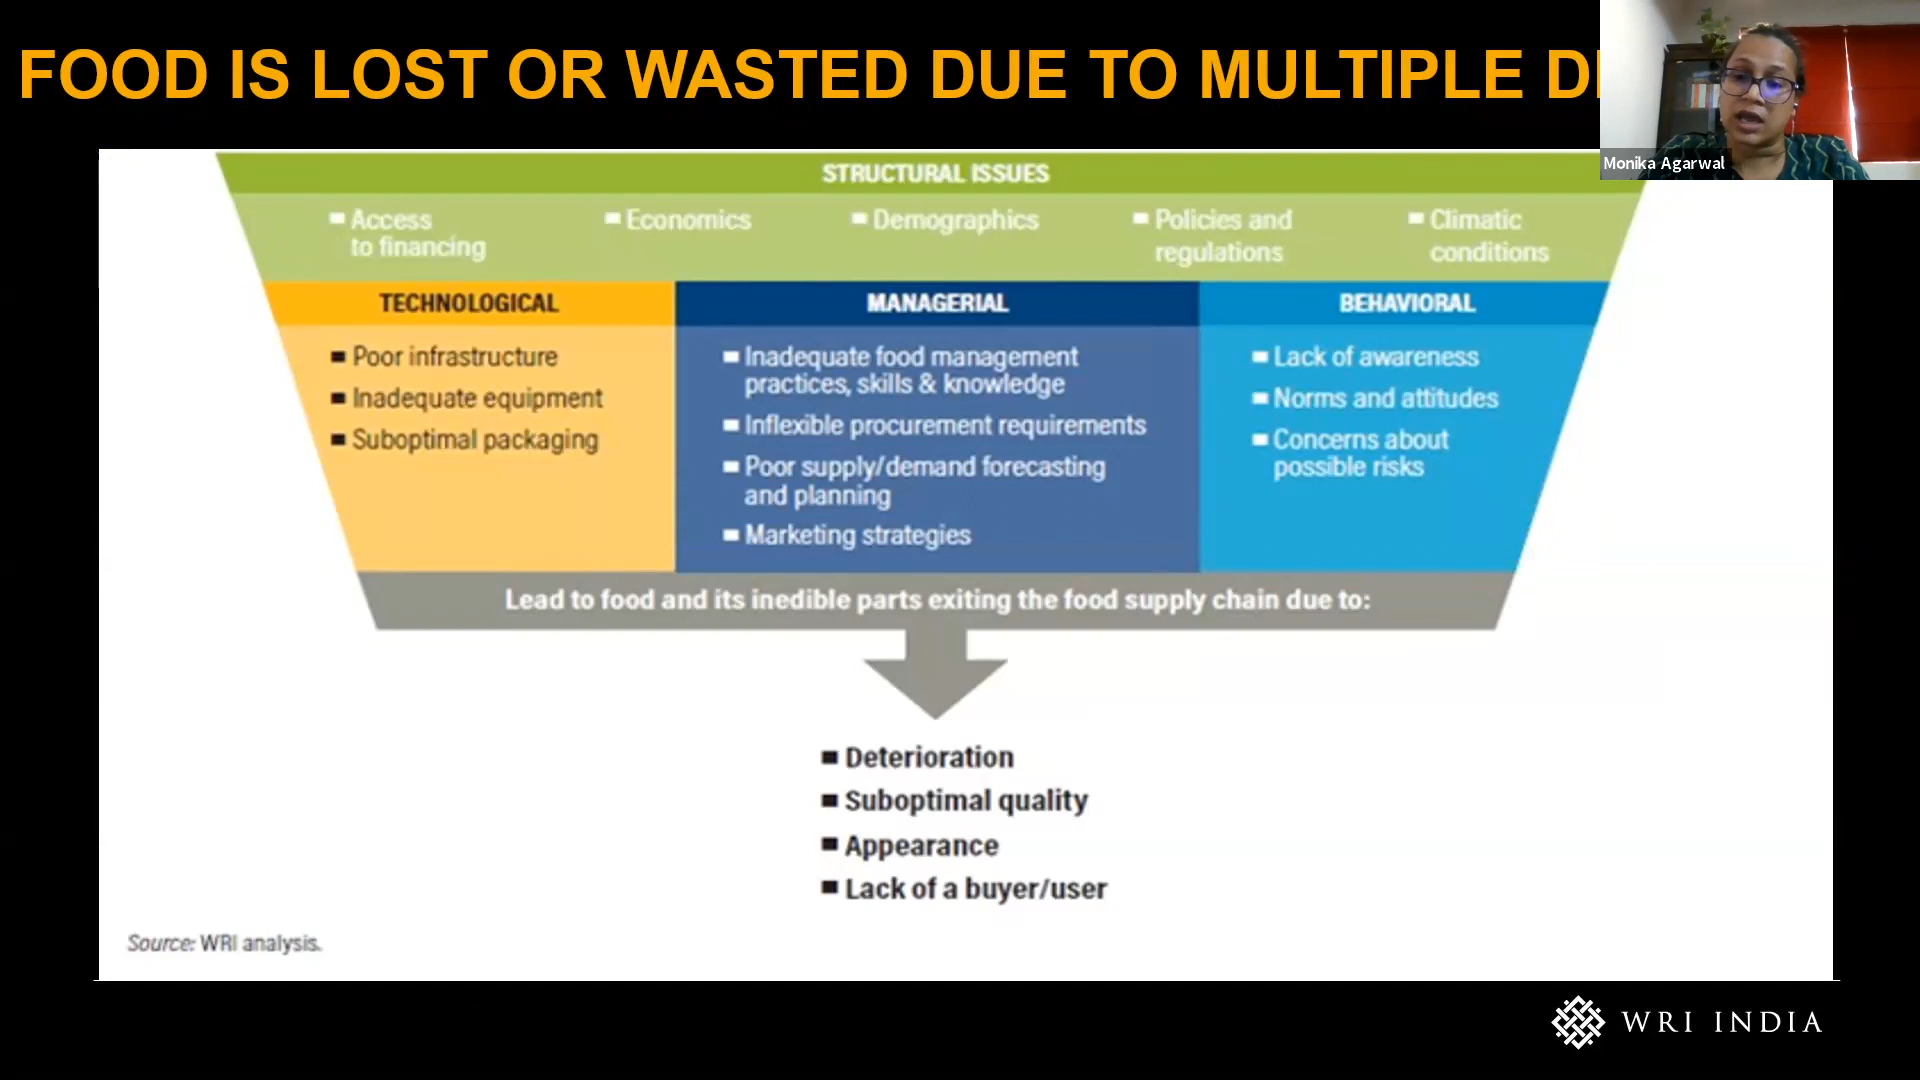 FOOD IS LOST OR WASTED DUE TO MULTIPLE
Monika Agarwal
STRUCTURAL ISSUES
Access
to financing
Economics
Demographics
Policies and
regulations
Climatic
conditions
TECHNOLOGICAL
Poor infrastructure
Inadequate equipment
Suboptimal packaging
MANAGERIAL
Inadequate food management
practices, skills & knowledge
Inflexible procurement requirements
Poor supply/demand forecasting
and planning
Marketing strategies
BEHAVIORAL
Lack of awareness
Norms and attitudes
Concerns about
possible risks
Lead to food and its inedible parts exiting the food supply chain due to:
Deterioration
Suboptimal quality
Appearance
Lack of a buyer/user
Source: WRI analysis.
WRI INDIA